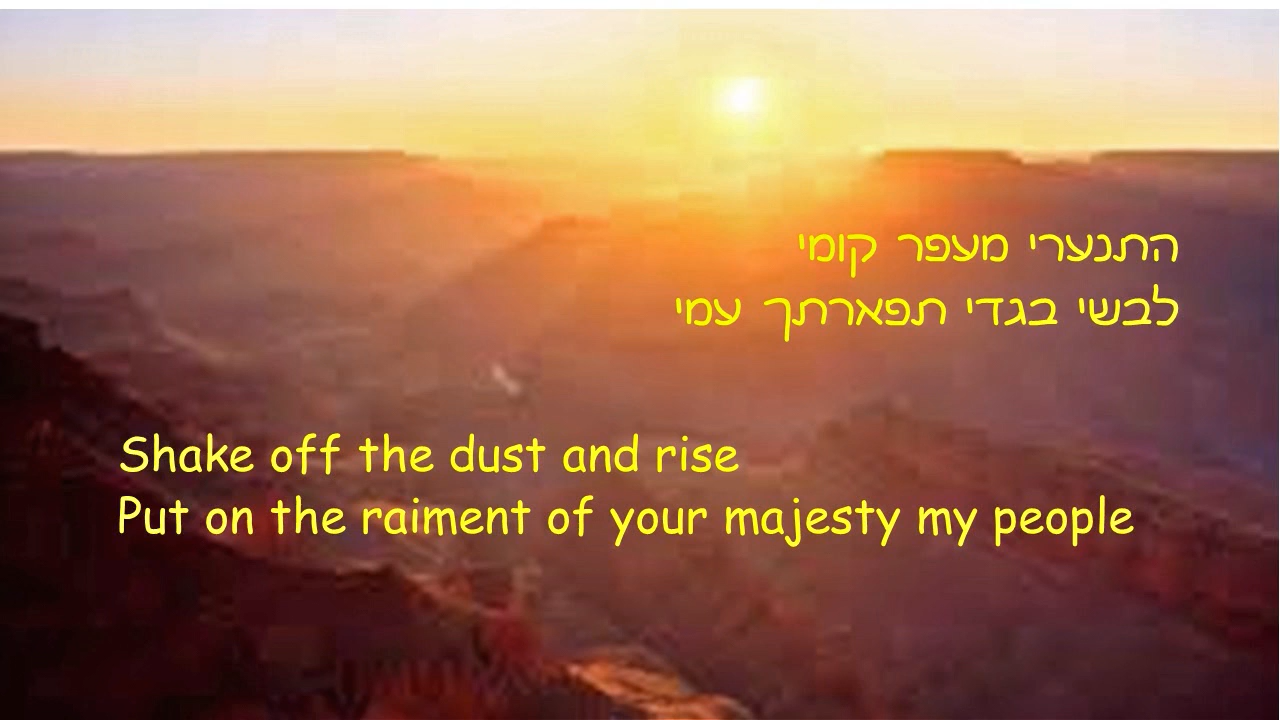 התנערי מעפר קומי
לבשי בגדי תפארתך עמי
Shake off the dust and rise
Put on the raiment of your majesty my people